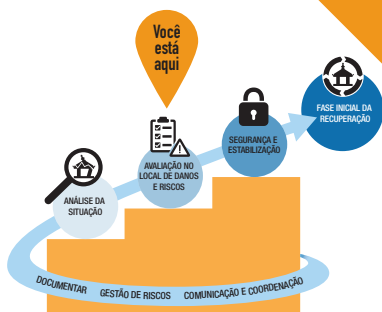 Você
está
aqui
FASE INICIAL DA
RECUPERAÇÃO
SEGURANÇA E
ESTABILIZAÇÃO
AVALIAÇÃO NO
LOCAL DE DANOS
E RISCOS
ANÁLISE DA
SITUAÇÃO
DOCUMENTAR GESTÃO DE RISCOS COMUNICAÇÃO E COORDENAÇÃO